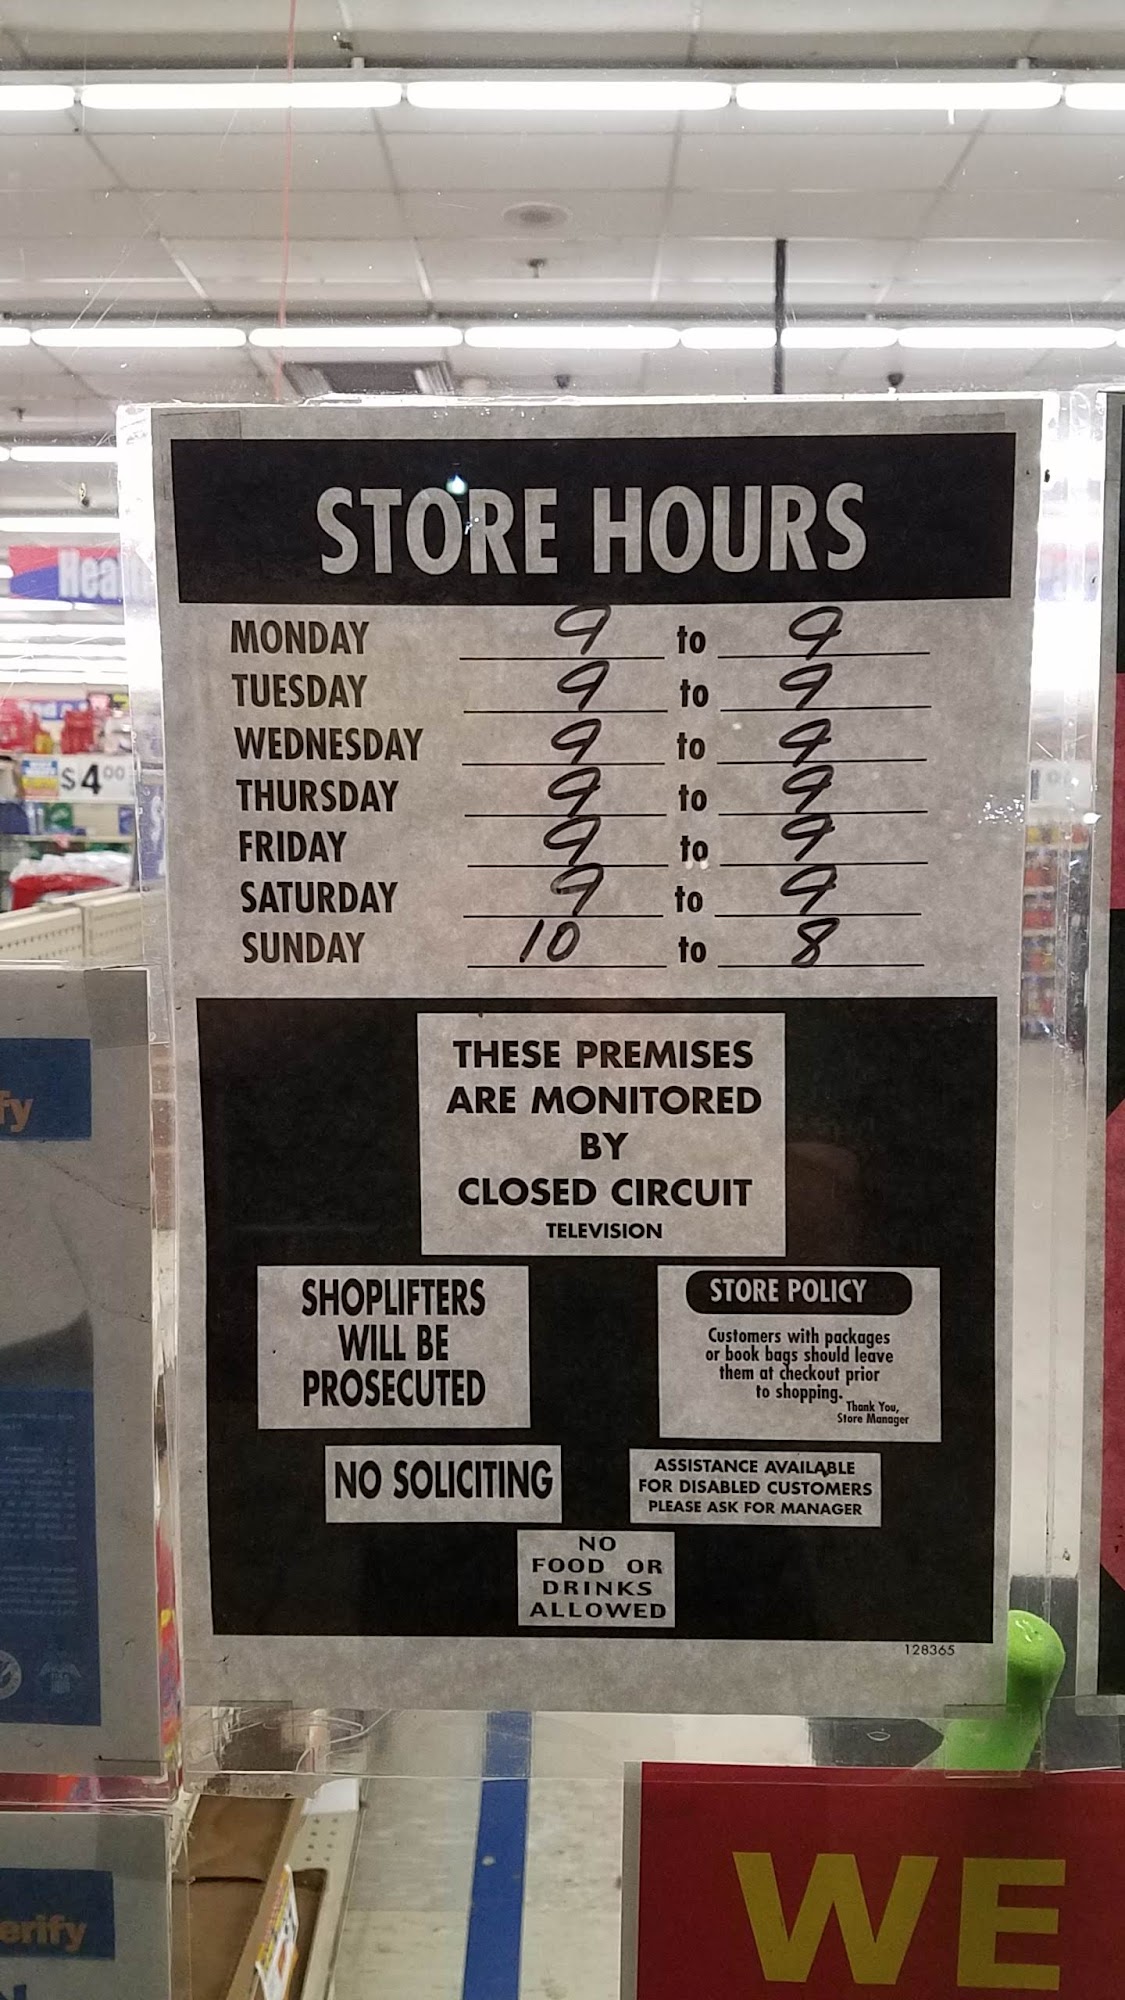 STORE HOURS
MONDAY 9 to 9
TUESDAY 9 to 9
WEDNESDAY 9 to 9
THURSDAY 9 to 9
FRIDAY 9 to 9
SATURDAY 9 to 9
SUNDAY 10 to 8
THESE PREMISES
ARE MONITORED
BY
CLOSED CIRCUIT
TELEVISION
SHOPLIFTERS
WILL BE
PROSECUTED
STORE POLICY
Customers with packages
or book bags should leave
them at checkout prior
to shopping.
Thank You,
Store Manager
NO SOLICITING
ASSISTANCE AVAILABLE
FOR DISABLED CUSTOMERS
PLEASE ASK FOR MANAGER
NO
FOOD OR
DRINKS
ALLOWED
128365
$4.00
WE